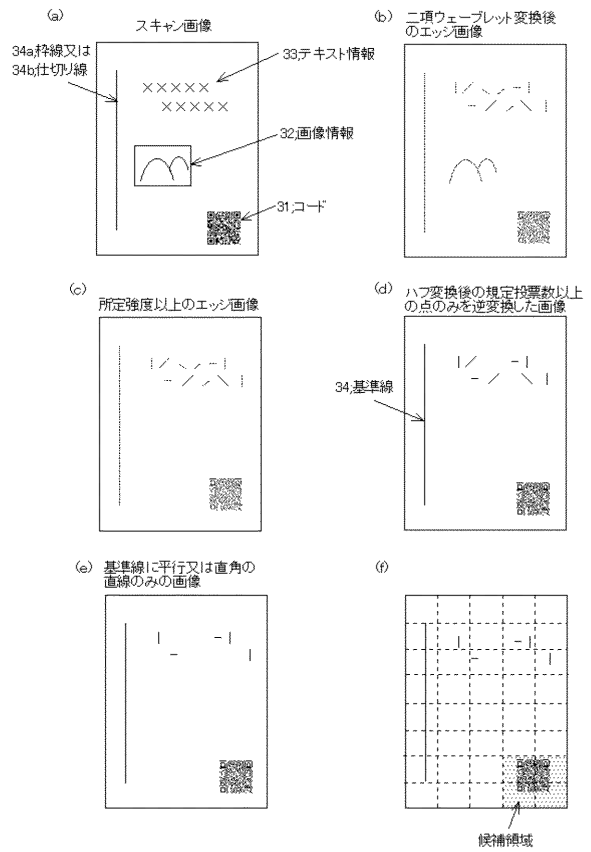 (a)
スキャン画像
34a;枠線又は
34b;仕切り線
33;テキスト情報
×××××
×××××
32;画像情報
31;コード
(b) 二項ウェーブレット変換後
のエッジ画像
(c)
所定強度以上のエッジ画像
(d) ハフ変換後の規定投票数以上
の点のみを逆変換した画像
34;基準線
(e) 基準線に平行又は直角の
直線のみの画像
(f)
候補領域